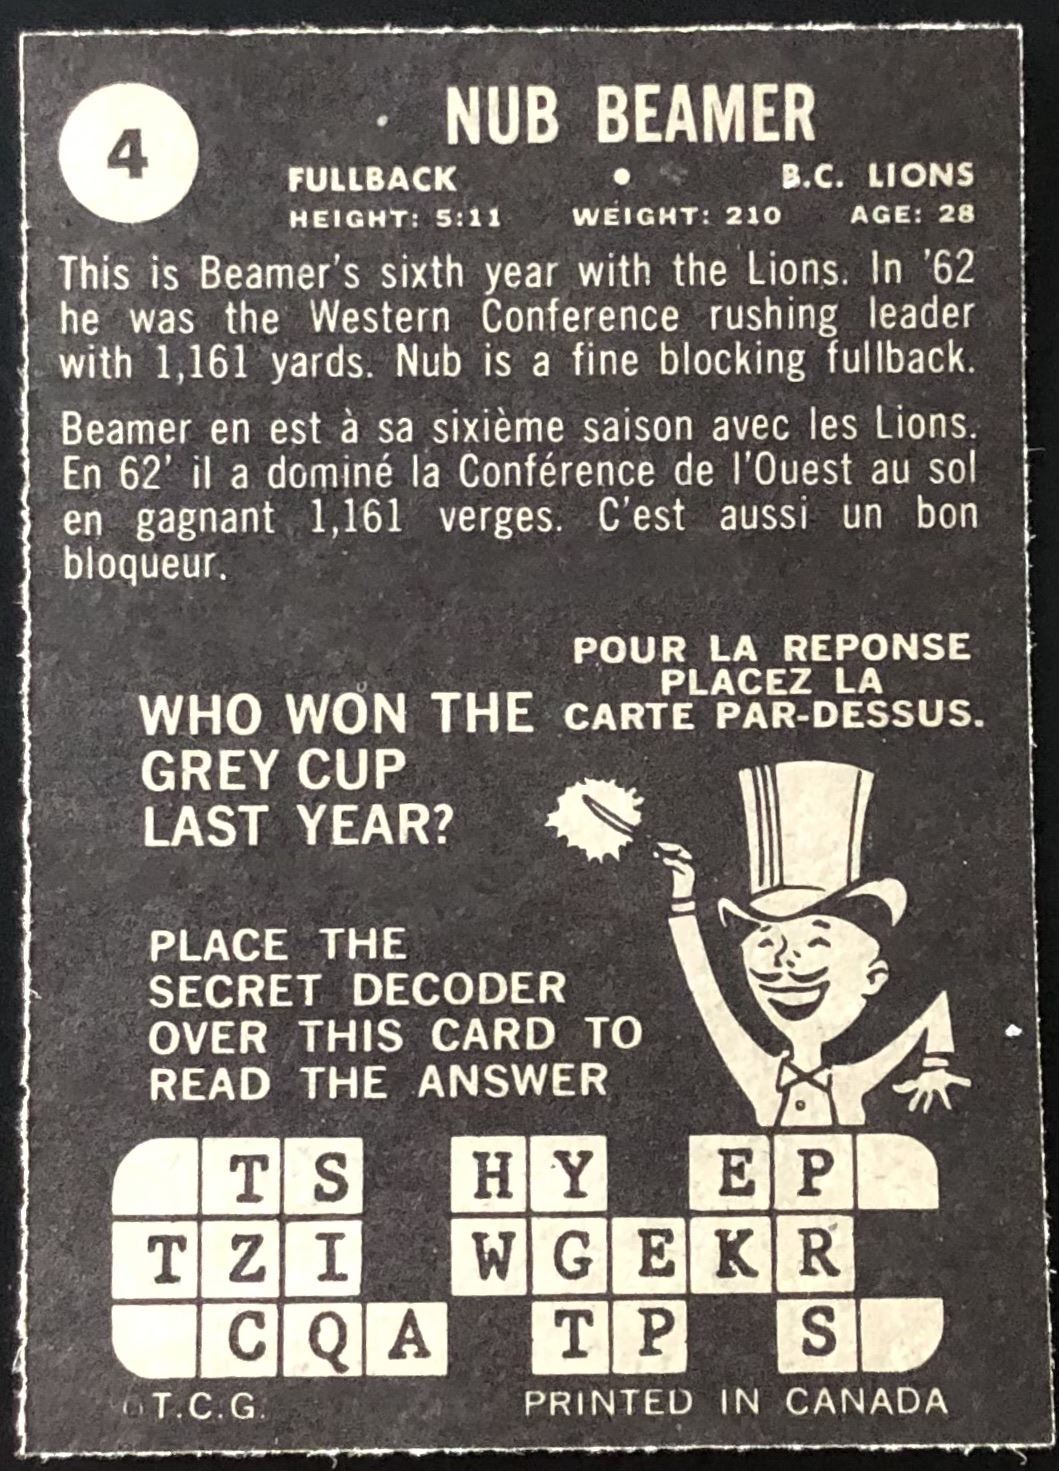 4
NUB BEAMER
FULLBACK • B.C. LIONS
HEIGHT: 5:11 WEIGHT: 210 AGE: 28
This is Beamer's sixth year with the Lions. In '62
he was the Western Conference rushing leader
with 1,161 yards. Nub is a fine blocking fullback.
Beamer en est à sa sixième saison avec les Lions.
En 62' il a dominé la Conférence de l'Ouest au sol
en gagnant 1,161 verges. C'est aussi un bon
bloqueur.
POUR LA REPONSE
PLACEZ LA
CARTE PAR-DESSUS.
WHO WON THE
GREY CUP
LAST YEAR?
PLACE THE
SECRET DECODER
OVER THIS CARD TO
READ THE ANSWER
T S H Y E P
T Z I W G E K R
C Q A T P S
T.C.G. PRINTED IN CANADA